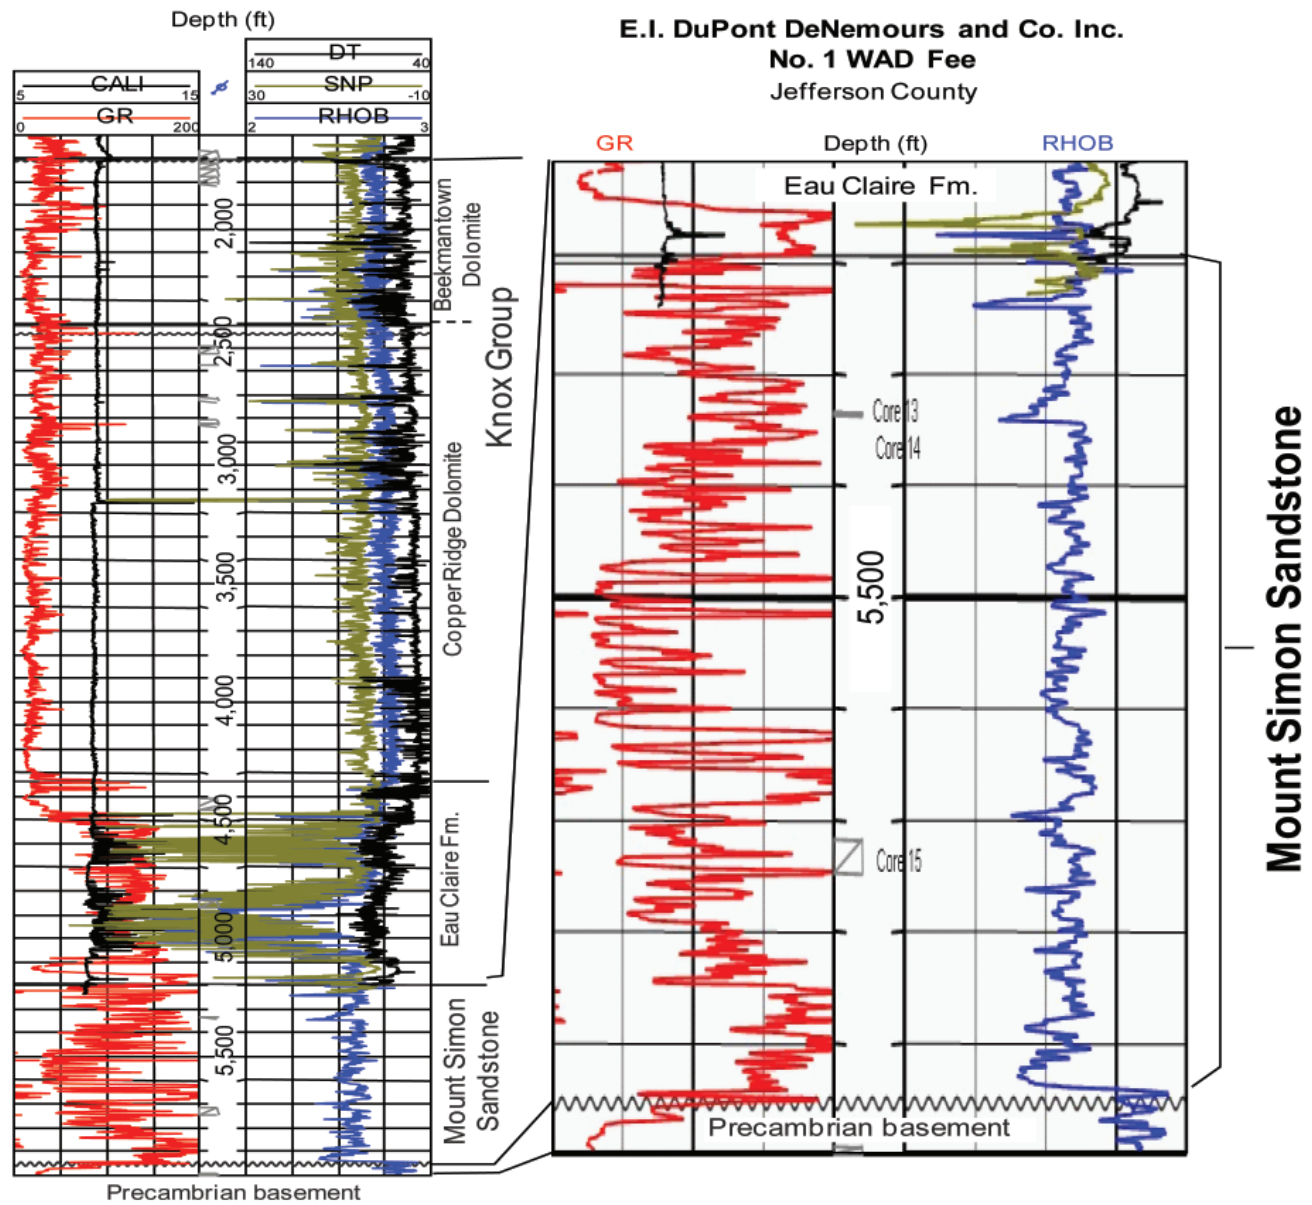 Depth (ft)
DT
140 40
CALI
SNP
5 15
30 -10
GR
RHOB
0 200
2 3
2,000
2,500
3,000
3,500
4,000
4,500
5,000
5,500
Beekmantown
Dolomite
Knox Group
Copper Ridge Dolomite
Eau Claire Fm.
Mount Simon
Sandstone
Precambrian basement
E.I. DuPont DeNemours and Co. Inc.
No. 1 WAD Fee
Jefferson County
GR
Depth (ft)
RHOB
Eau Claire Fm.
Core 13
Core 14
5,500
Core 15
Precambrian basement
Mount Simon Sandstone